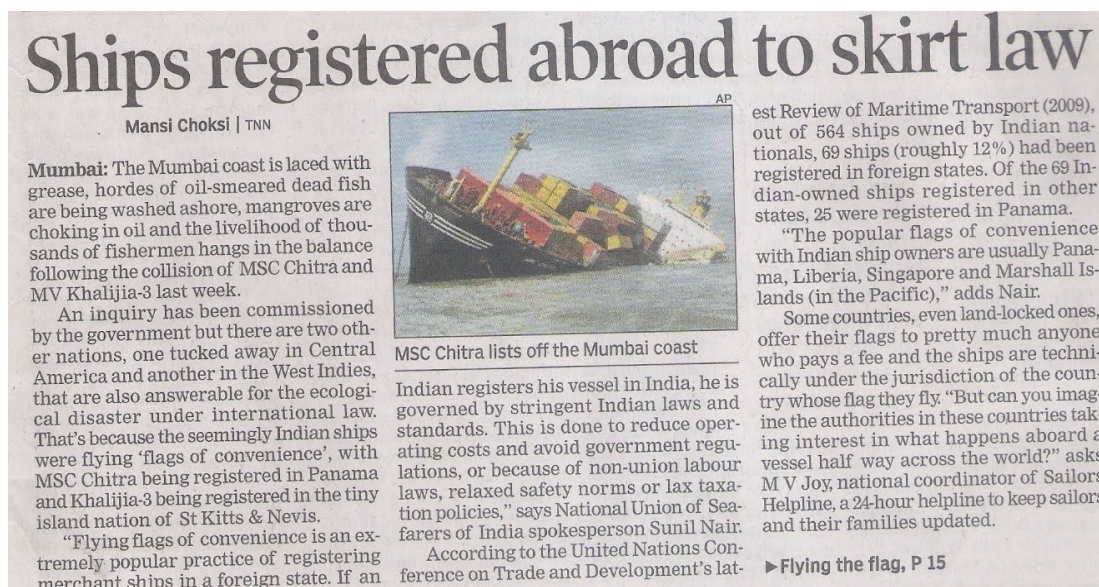 Ships registered abroad to skirt law
Mansi Choksi | TNN
Mumbai: The Mumbai coast is laced with
grease, hordes of oil-smeared dead fish
are being washed ashore, mangroves are
choking in oil and the livelihood of thou-
sands of fishermen hangs in the balance
following the collision of MSC Chitra and
MV Khalijia-3 last week.
An inquiry has been commissioned
by the government but there are two oth-
er nations, one tucked away in Central
America and another in the West Indies,
that are also answerable for the ecologi-
cal disaster under international law.
That's because the seemingly Indian ships
were flying 'flags of convenience', with
MSC Chitra being registered in Panama
and Khalijia-3 being registered in the tiny
island nation of St Kitts & Nevis.
"Flying flags of convenience is an ex-
tremely popular practice of registering
merchant ships in a foreign state. If an
AP
MSC Chitra lists off the Mumbai coast
Indian registers his vessel in India, he is
governed by stringent Indian laws and
standards. This is done to reduce oper-
ating costs and avoid government regu-
lations, or because of non-union labour
laws, relaxed safety norms or lax taxa-
tion policies," says National Union of Sea-
farers of India spokesperson Sunil Nair.
According to the United Nations Con-
ference on Trade and Development's lat-
est Review of Maritime Transport (2009),
out of 564 ships owned by Indian na-
tionals, 69 ships (roughly 12%) had been
registered in foreign states. Of the 69 In-
dian-owned ships registered in other
states, 25 were registered in Panama.
"The popular flags of convenience
with Indian ship owners are usually Pana-
ma, Liberia, Singapore and Marshall Is-
lands (in the Pacific)," adds Nair.
Some countries, even land-locked ones,
offer their flags to pretty much anyone
who pays a fee and the ships are techni-
cally under the jurisdiction of the coun-
try whose flag they fly. "But can you imag-
ine the authorities in these countries tak-
ing interest in what happens aboard a
vessel half way across the world?" asks
M V Joy, national coordinator of Sailors
Helpline, a 24-hour helpline to keep sailors
and their families updated.
►Flying the flag, P 15